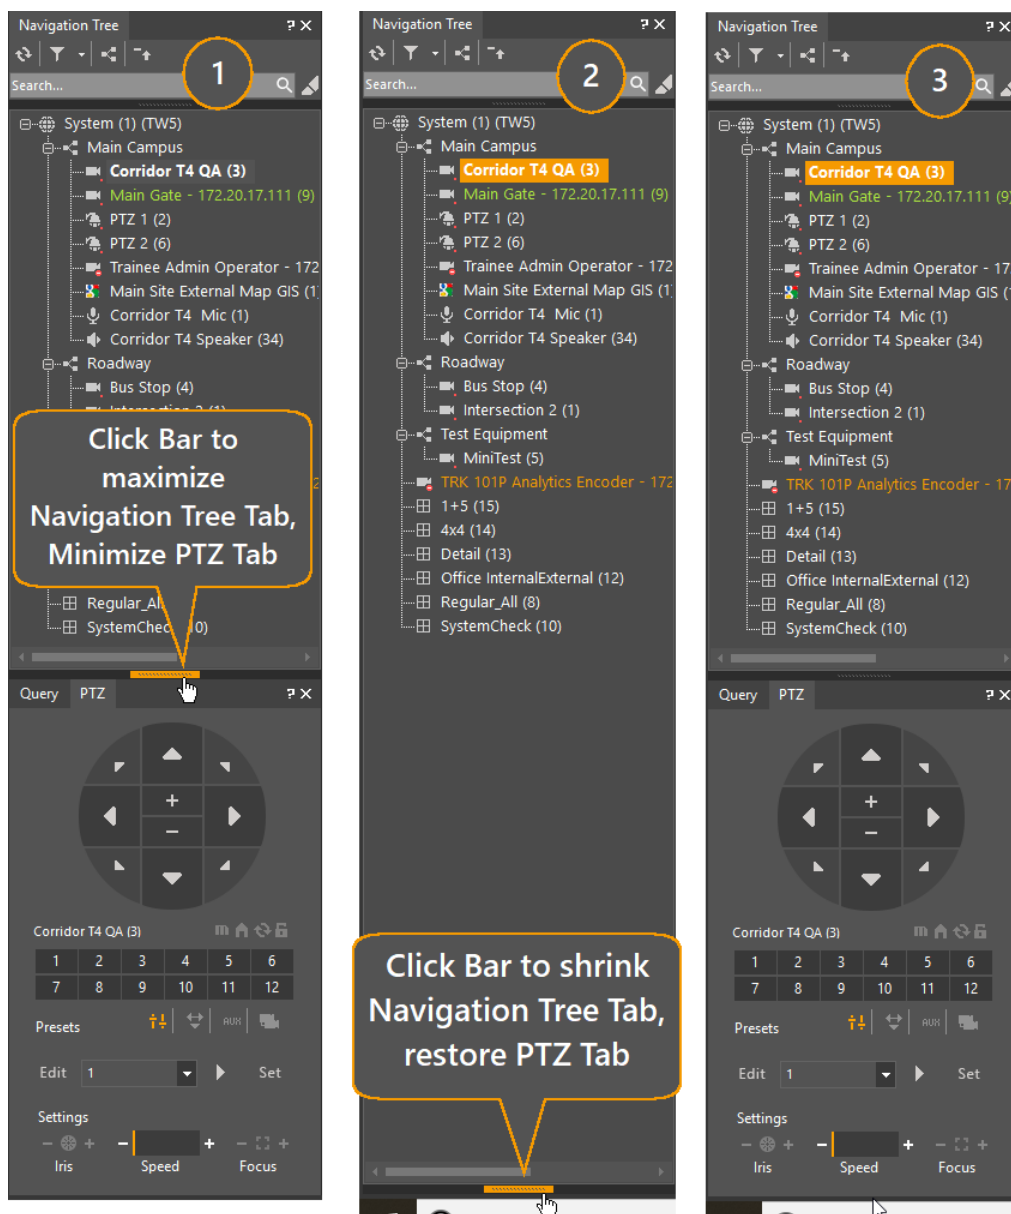 Navigation Tree
1
Search...
System (1) (TW5)
Main Campus
Corridor T4 QA (3)
Main Gate - 172.20.17.111 (9)
PTZ 1 (2)
PTZ 2 (6)
Trainee Admin Operator - 172
Main Site External Map GIS (1
Corridor T4 Mic (1)
Corridor T4 Speaker (34)
Roadway
Bus Stop (4)
Click Bar to
maximize
Navigation Tree Tab,
Minimize PTZ Tab
Regular_Al
SystemChec 10)
Query PTZ
+
−
Corridor T4 QA (3)
m
1 2 3 4 5 6
7 8 9 10 11 12
Presets AUX
Edit 1 Set
Settings
− + − + − +
Iris Speed Focus
Navigation Tree
2
Search...
System (1) (TW5)
Main Campus
Corridor T4 QA (3)
Main Gate - 172.20.17.111 (9)
PTZ 1 (2)
PTZ 2 (6)
Trainee Admin Operator - 172
Main Site External Map GIS (1
Corridor T4 Mic (1)
Corridor T4 Speaker (34)
Roadway
Bus Stop (4)
Intersection 2 (1)
Test Equipment
MiniTest (5)
TRK 101P Analytics Encoder - 172
1+5 (15)
4x4 (14)
Detail (13)
Office InternalExternal (12)
Regular_All (8)
SystemCheck (10)
Click Bar to shrink
Navigation Tree Tab,
restore PTZ Tab
Navigation Tree
3
Search...
System (1) (TW5)
Main Campus
Corridor T4 QA (3)
Main Gate - 172.20.17.111 (9)
PTZ 1 (2)
PTZ 2 (6)
Trainee Admin Operator - 17
Main Site External Map GIS (
Corridor T4 Mic (1)
Corridor T4 Speaker (34)
Roadway
Bus Stop (4)
Intersection 2 (1)
Test Equipment
MiniTest (5)
TRK 101P Analytics Encoder - 17
1+5 (15)
4x4 (14)
Detail (13)
Office InternalExternal (12)
Regular_All (8)
SystemCheck (10)
Query PTZ
+
−
Corridor T4 QA (3)
m
1 2 3 4 5 6
7 8 9 10 11 12
Presets AUX
Edit 1 Set
Settings
− + − + − +
Iris Speed Focus